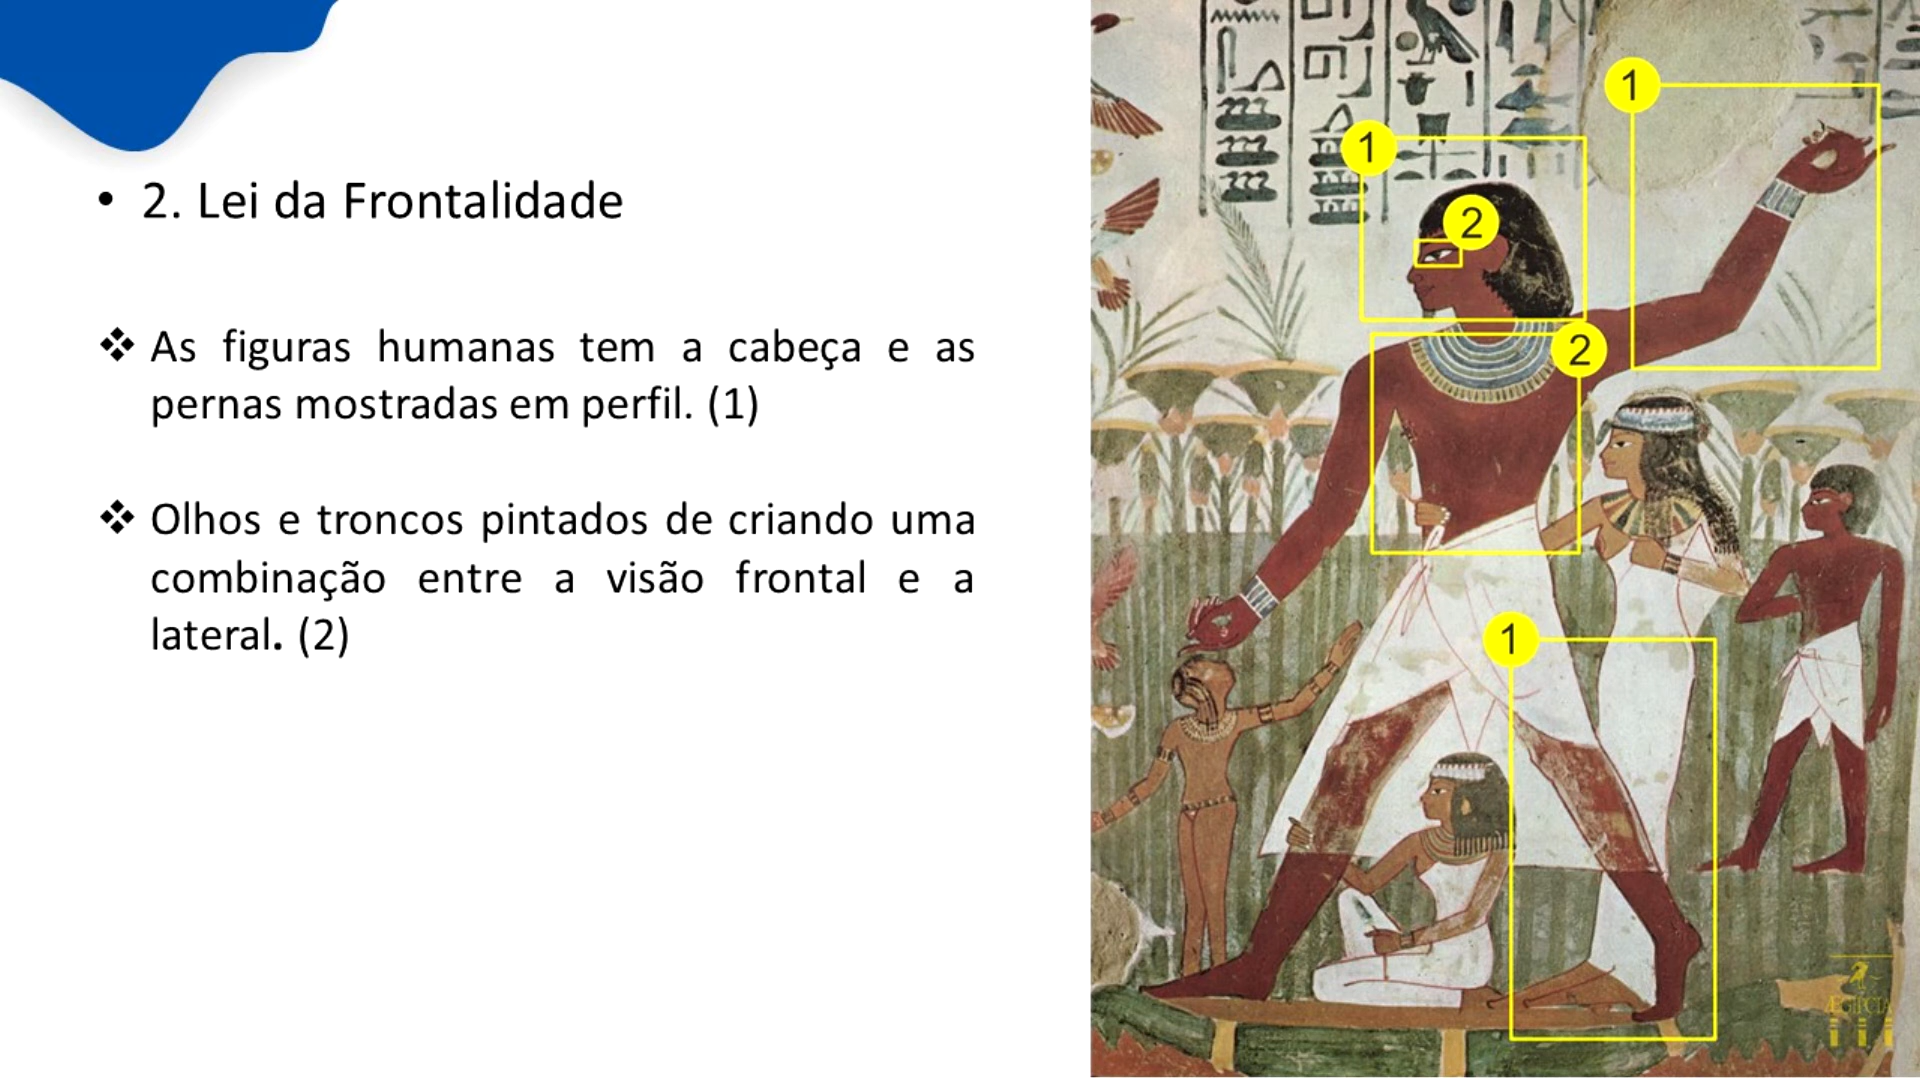 • 2. Lei da Frontalidade
❖ As figuras humanas tem a cabeça e as
pernas mostradas em perfil. (1)
❖ Olhos e troncos pintados de criando uma
combinação entre a visão frontal e a
lateral. (2)
1
1
2
2
1